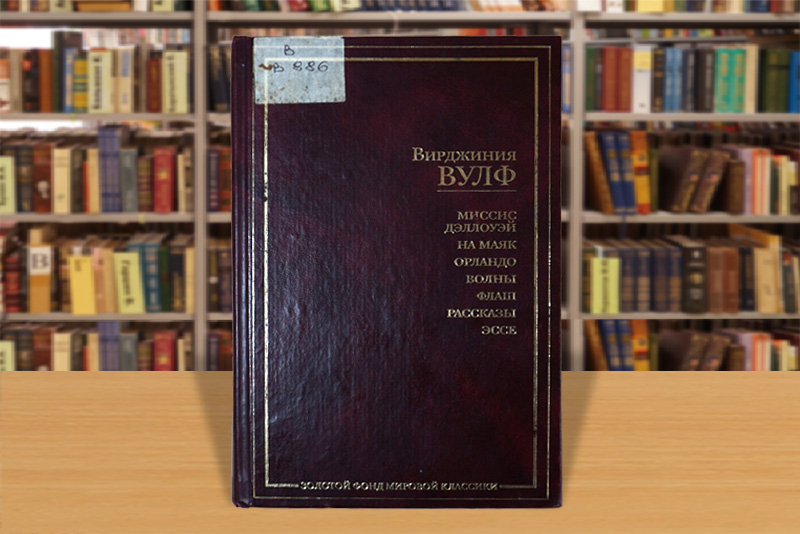 В
В 886
Вирджиния
ВУЛФ
МИССИС
ДЭЛЛОУЭЙ
НА МАЯК
ОРЛАНДО
ВОЛНЫ
ФЛАШ
РАССКАЗЫ
ЭССЕ
ЗОЛОТОЙ ФОНД МИРОВОЙ КЛАССИКИ